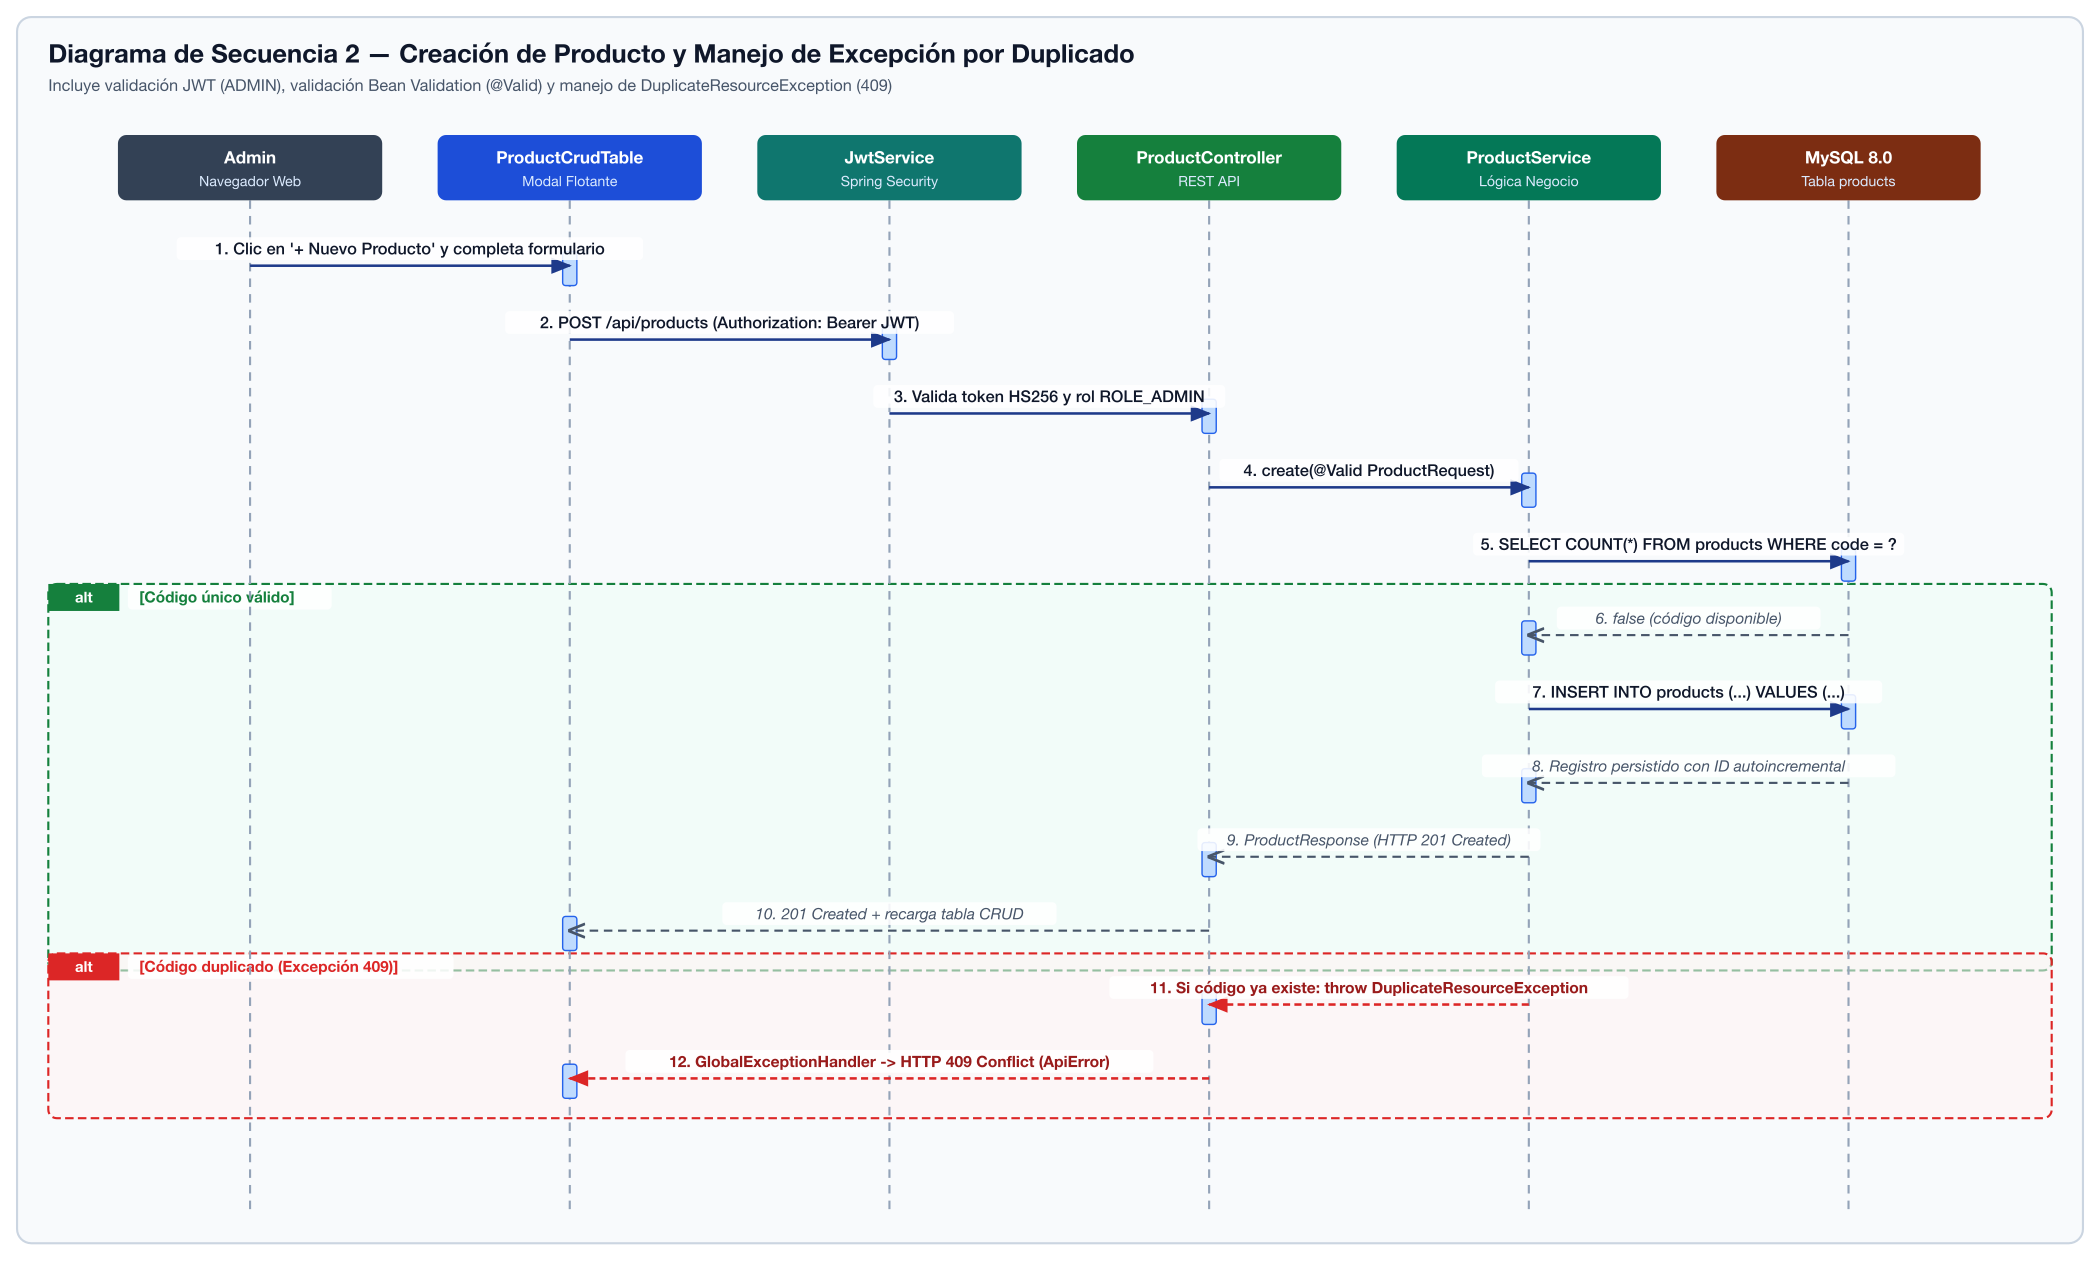 Diagrama de Secuencia 2 — Creación de Producto y Manejo de Excepción por Duplicado
Incluye validación JWT (ADMIN), validación Bean Validation (@Valid) y manejo de DuplicateResourceException (409)
Admin
Navegador Web
ProductCrudTable
Modal Flotante
JwtService
Spring Security
ProductController
REST API
ProductService
Lógica Negocio
MySQL 8.0
Tabla products
1. Clic en '+ Nuevo Producto' y completa formulario
2. POST /api/products (Authorization: Bearer JWT)
3. Valida token HS256 y rol ROLE_ADMIN
4. create(@Valid ProductRequest)
5. SELECT COUNT(*) FROM products WHERE code = ?
alt
[Código único válido]
6. false (código disponible)
7. INSERT INTO products (...) VALUES (...)
8. Registro persistido con ID autoincremental
9. ProductResponse (HTTP 201 Created)
10. 201 Created + recarga tabla CRUD
alt
[Código duplicado (Excepción 409)]
11. Si código ya existe: throw DuplicateResourceException
12. GlobalExceptionHandler -> HTTP 409 Conflict (ApiError)